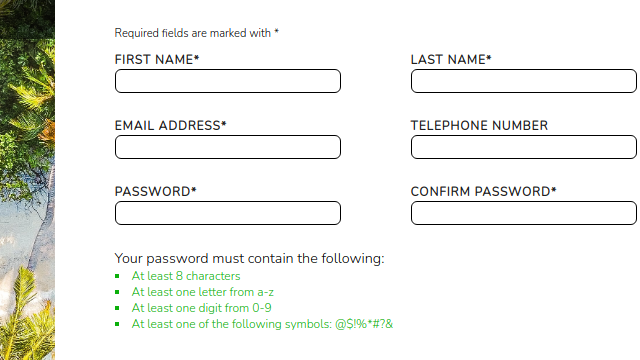 Required fields are marked with *
FIRST NAME*
LAST NAME*
EMAIL ADDRESS*
TELEPHONE NUMBER
PASSWORD*
CONFIRM PASSWORD*
Your password must contain the following:
At least 8 characters
At least one letter from a-z
At least one digit from 0-9
At least one of the following symbols: @$!%*#?&